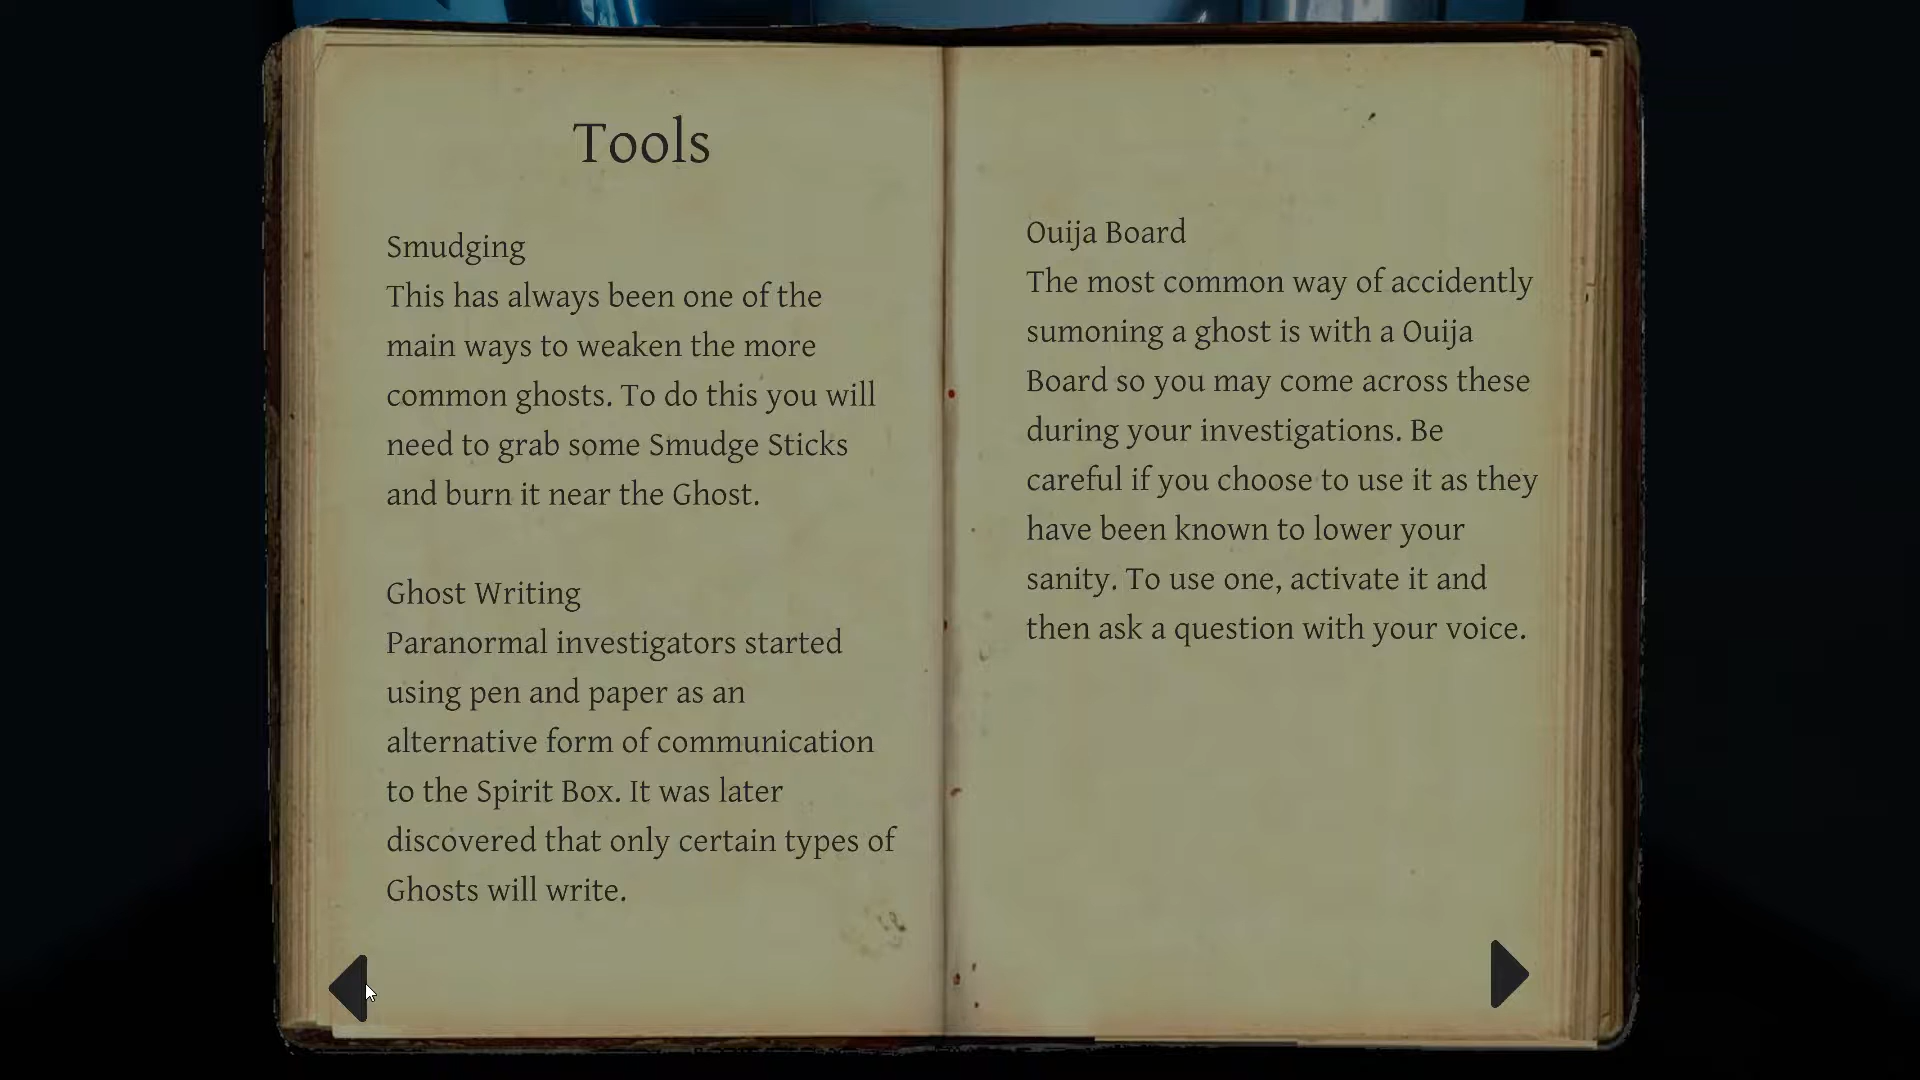 Tools
Smudging
This has always been one of the
main ways to weaken the more
common ghosts. To do this you will
need to grab some Smudge Sticks
and burn it near the Ghost.
Ghost Writing
Paranormal investigators started
using pen and paper as an
alternative form of communication
to the Spirit Box. It was later
discovered that only certain types of
Ghosts will write.
Ouija Board
The most common way of accidently
sumoning a ghost is with a Ouija
Board so you may come across these
during your investigations. Be
careful if you choose to use it as they
have been known to lower your
sanity. To use one, activate it and
then ask a question with your voice.